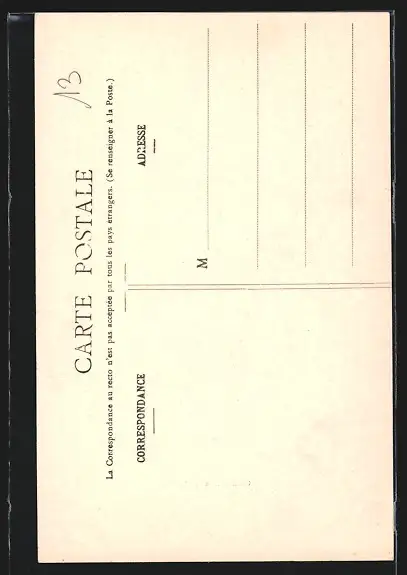 13
CARTE POSTALE
La Correspondance au recto n'est pas acceptée par tous les pays étrangers. (Se renseigner à la Poste.)
CORRESPONDANCE
ADRESSE
M